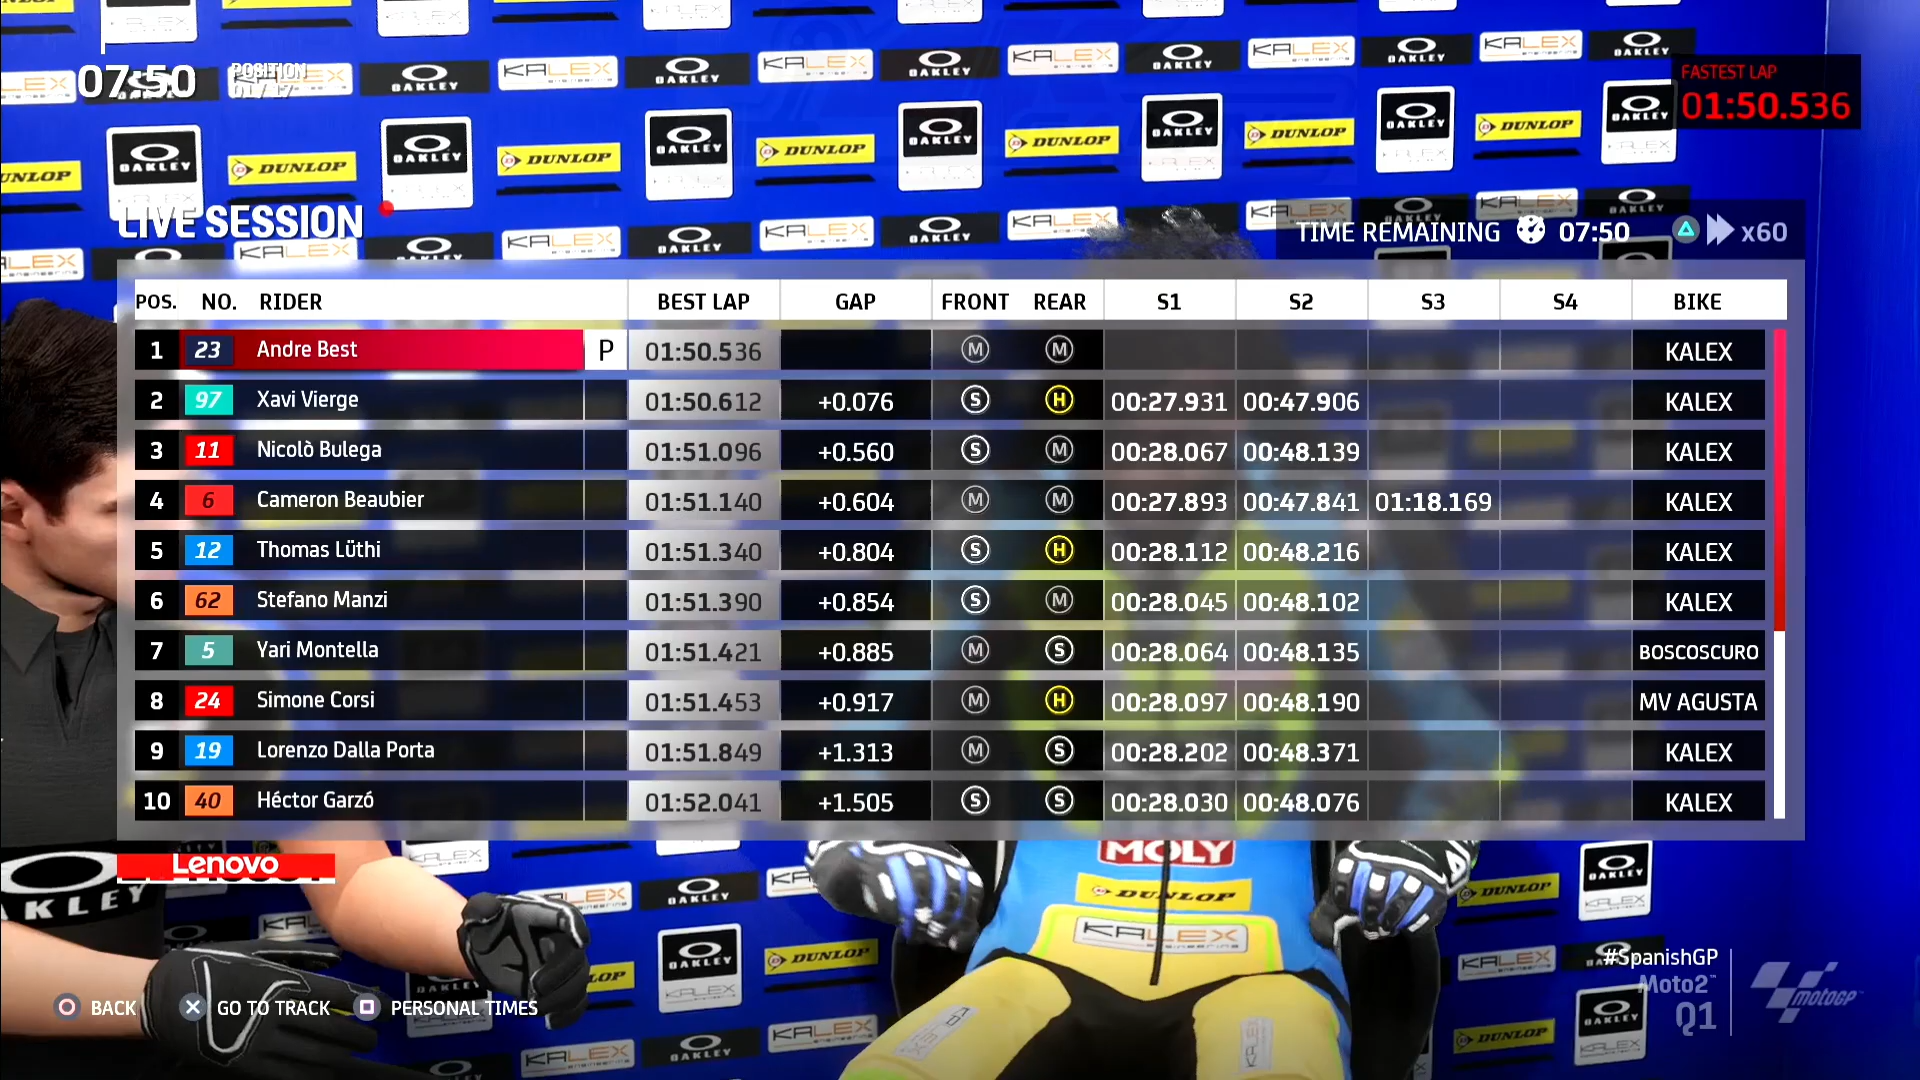 07:50
POSITION
01/17
FASTEST LAP
01:50.536
LIVE SESSION
TIME REMAINING 07:50 x60
POS. NO. RIDER BEST LAP GAP FRONT REAR S1 S2 S3 S4 BIKE
1 23 Andre Best P 01:50.536 M M KALEX
2 97 Xavi Vierge 01:50.612 +0.076 S H 00:27.931 00:47.906 KALEX
3 11 Nicolò Bulega 01:51.096 +0.560 S M 00:28.067 00:48.139 KALEX
4 6 Cameron Beaubier 01:51.140 +0.604 M M 00:27.893 00:47.841 01:18.169 KALEX
5 12 Thomas Lüthi 01:51.340 +0.804 S H 00:28.112 00:48.216 KALEX
6 62 Stefano Manzi 01:51.390 +0.854 S M 00:28.045 00:48.102 KALEX
7 5 Yari Montella 01:51.421 +0.885 M S 00:28.064 00:48.135 BOSCOSCURO
8 24 Simone Corsi 01:51.453 +0.917 M H 00:28.097 00:48.190 MV AGUSTA
9 19 Lorenzo Dalla Porta 01:51.849 +1.313 M S 00:28.202 00:48.371 KALEX
10 40 Héctor Garzó 01:52.041 +1.505 S S 00:28.030 00:48.076 KALEX
Lenovo
OAKLEY
MOLY
DUNLOP
KALEX
engineering
#SpanishGP
Moto2™
Q1
MotoGP™
BACK GO TO TRACK PERSONAL TIMES